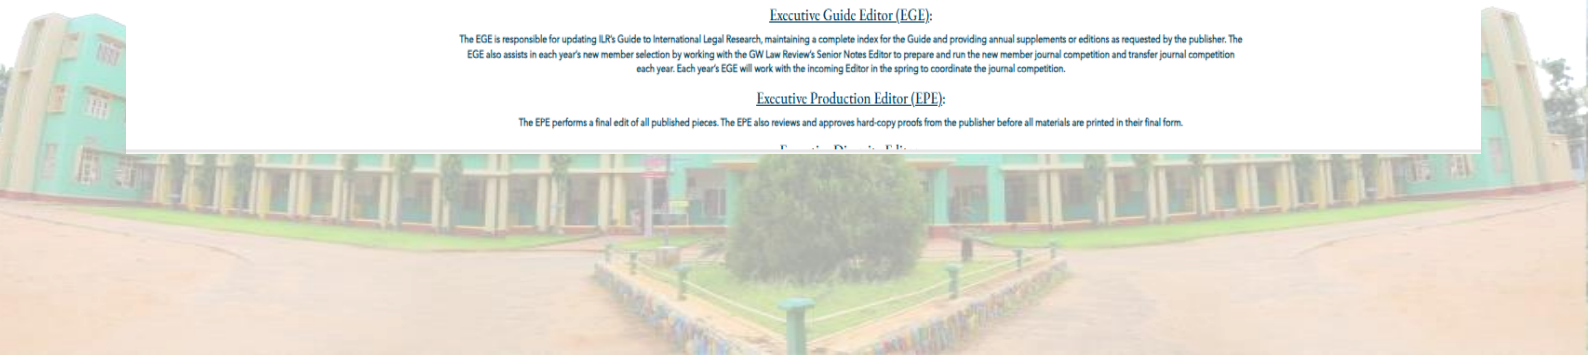 Executive Guide Editor (EGE):
The EGE is responsible for updating ILR's Guide to International Legal Research, maintaining a complete index for the Guide and providing annual supplements or editions as requested by the publisher. The
EGE also assists in each year's new member selection by working with the GW Law Review's Senior Notes Editor to prepare and run the new member journal competition and transfer journal competition
each year. Each year's EGE will work with the incoming Editor in the spring to coordinate the journal competition.
Executive Production Editor (EPE):
The EPE performs a final edit of all published pieces. The EPE also reviews and approves hard-copy proofs from the publisher before all materials are printed in their final form.